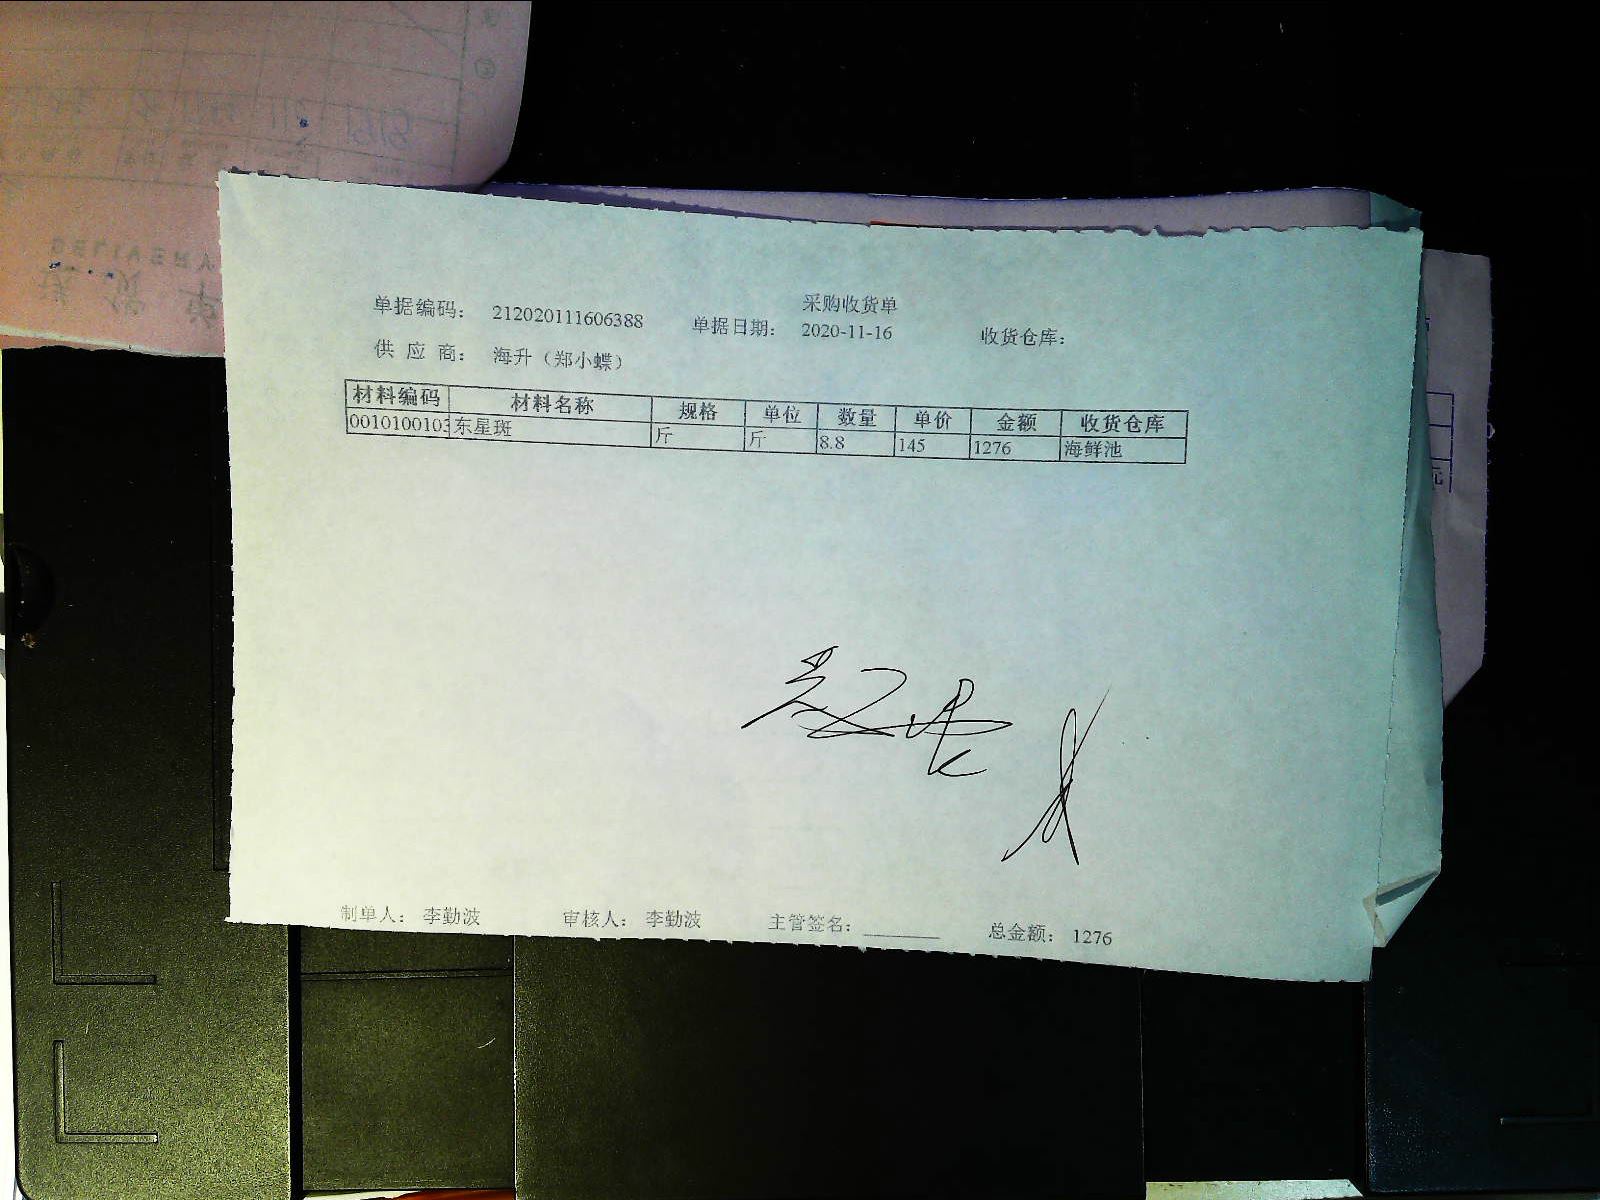 采购收货单
单据编码： 212020111606388 单据日期： 2020-11-16 收货仓库：
供 应 商： 海升（郑小蝶）
材料编码 材料名称 规格 单位 数量 单价 金额 收货仓库
0010100103 东星斑 斤 斤 8.8 145 1276 海鲜池
制单人： 李勤波 审核人： 李勤波 主管签名：________ 总金额： 1276